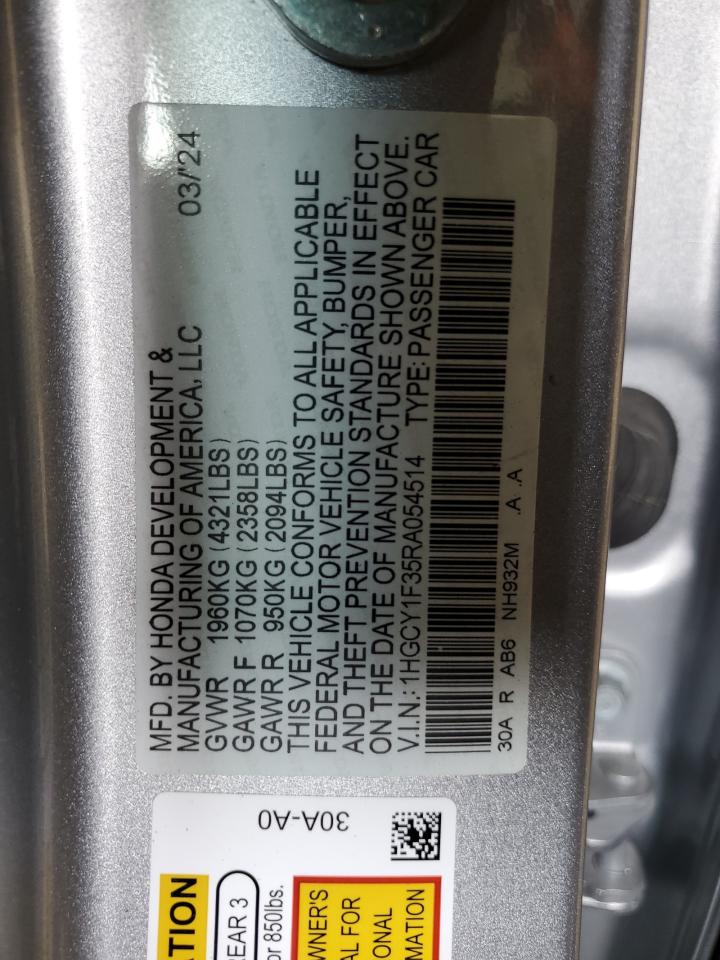 MFD. BY HONDA DEVELOPMENT &
MANUFACTURING OF AMERICA, LLC 03/'24
GVWR 1960KG (4321LBS)
GAWR F 1070KG (2358LBS)
GAWR R 950KG (2094LBS)
THIS VEHICLE CONFORMS TO ALL APPLICABLE
FEDERAL MOTOR VEHICLE SAFETY, BUMPER,
AND THEFT PREVENTION STANDARDS IN EFFECT
ON THE DATE OF MANUFACTURE SHOWN ABOVE.
V.I.N.: 1HGCY1F35RA054514 TYPE: PASSENGER CAR
30A R AB6 NH932M .A .A
30A-A0
ATION
EAR 3
or 850lbs.
WNER'S
AL FOR
ONAL
MATION